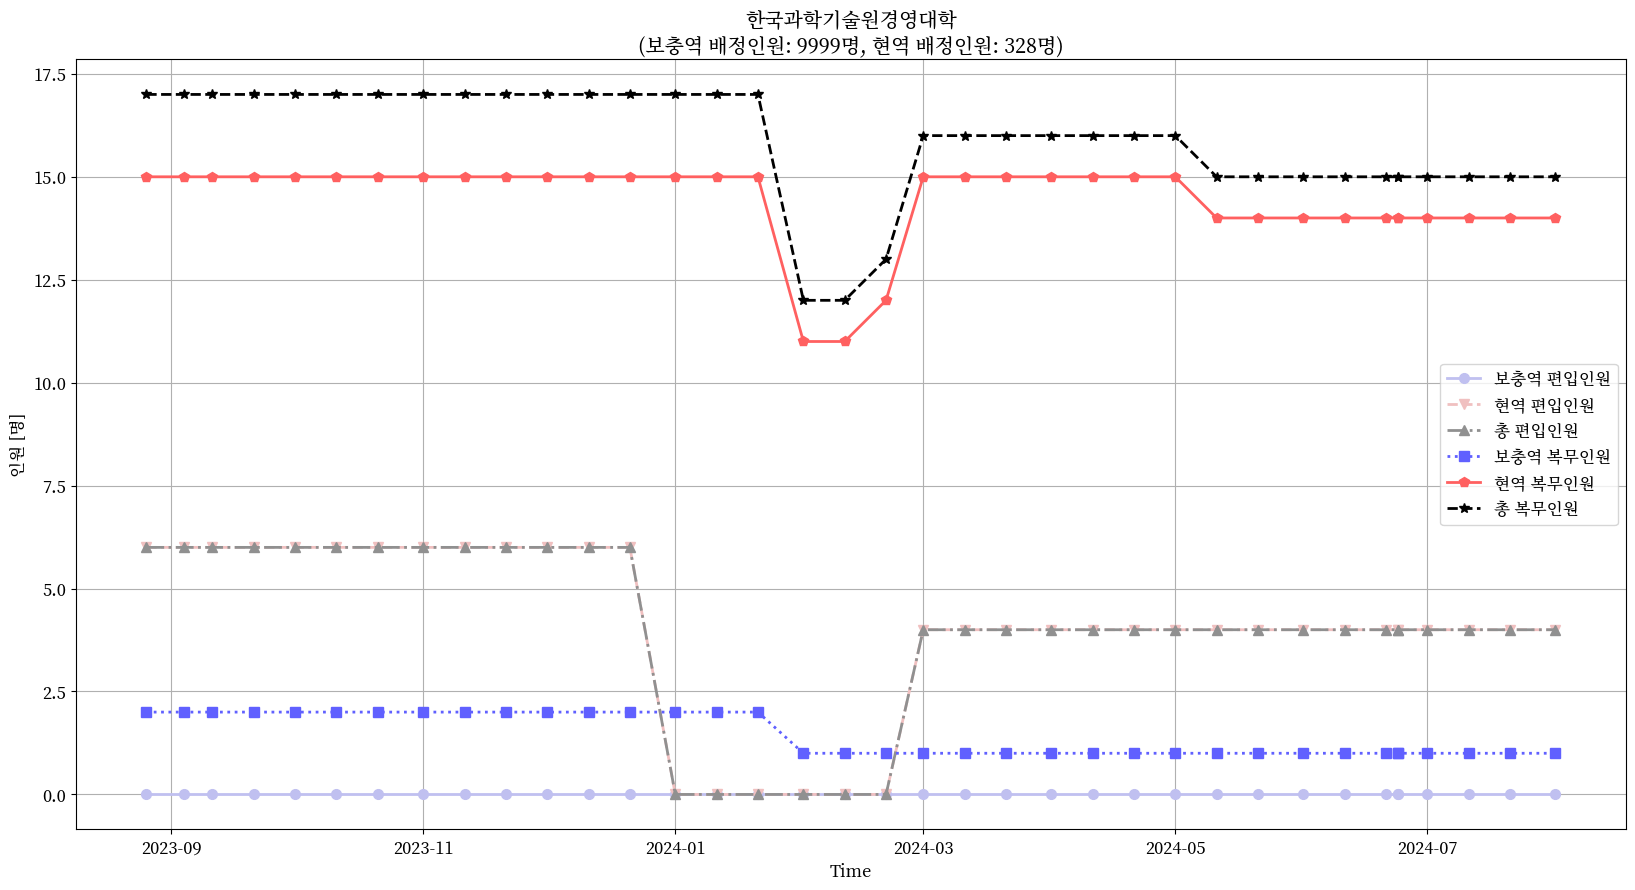 한국과학기술원경영대학
(보충역 배정인원: 9999명, 현역 배정인원: 328명)
17.5
15.0
12.5
10.0
7.5
5.0
2.5
0.0
인원 [명]
보충역 편입인원
현역 편입인원
총 편입인원
보충역 복무인원
현역 복무인원
총 복무인원
2023-09
2023-11
2024-01
2024-03
2024-05
2024-07
Time